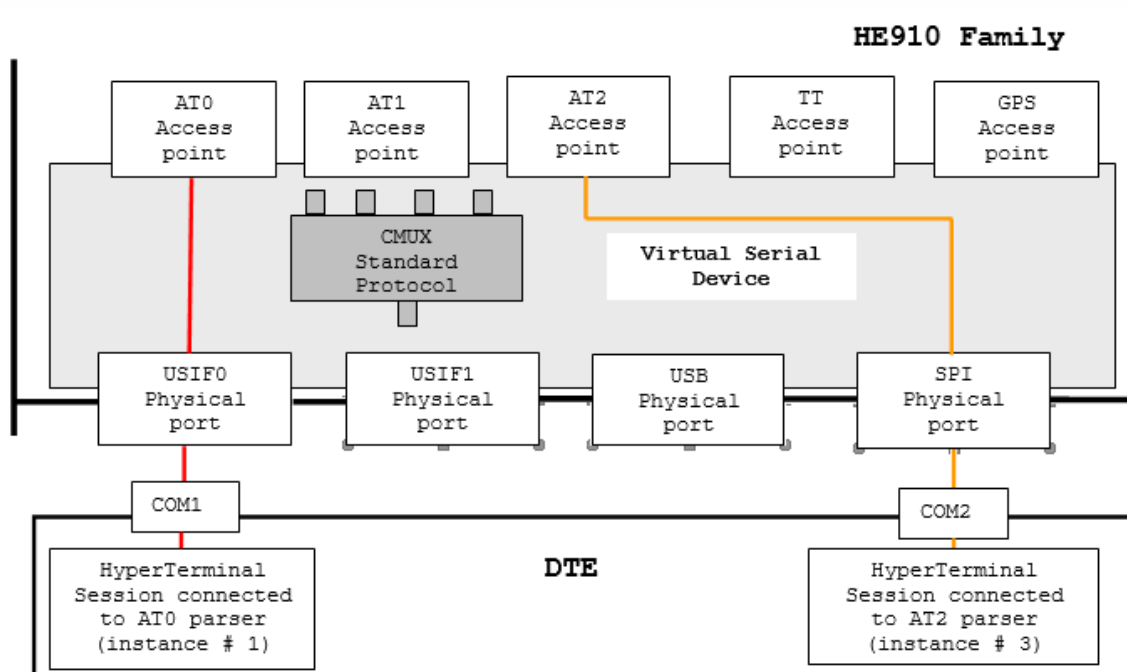 HE910 Family
AT0
Access
point
AT1
Access
point
AT2
Access
point
TT
Access
point
GPS
Access
point
CMUX
Standard
Protocol
Virtual Serial
Device
USIF0
Physical
port
USIF1
Physical
port
USB
Physical
port
SPI
Physical
port
COM1
COM2
DTE
HyperTerminal
Session connected
to AT0 parser
(instance # 1)
HyperTerminal
Session connected
to AT2 parser
(instance # 3)